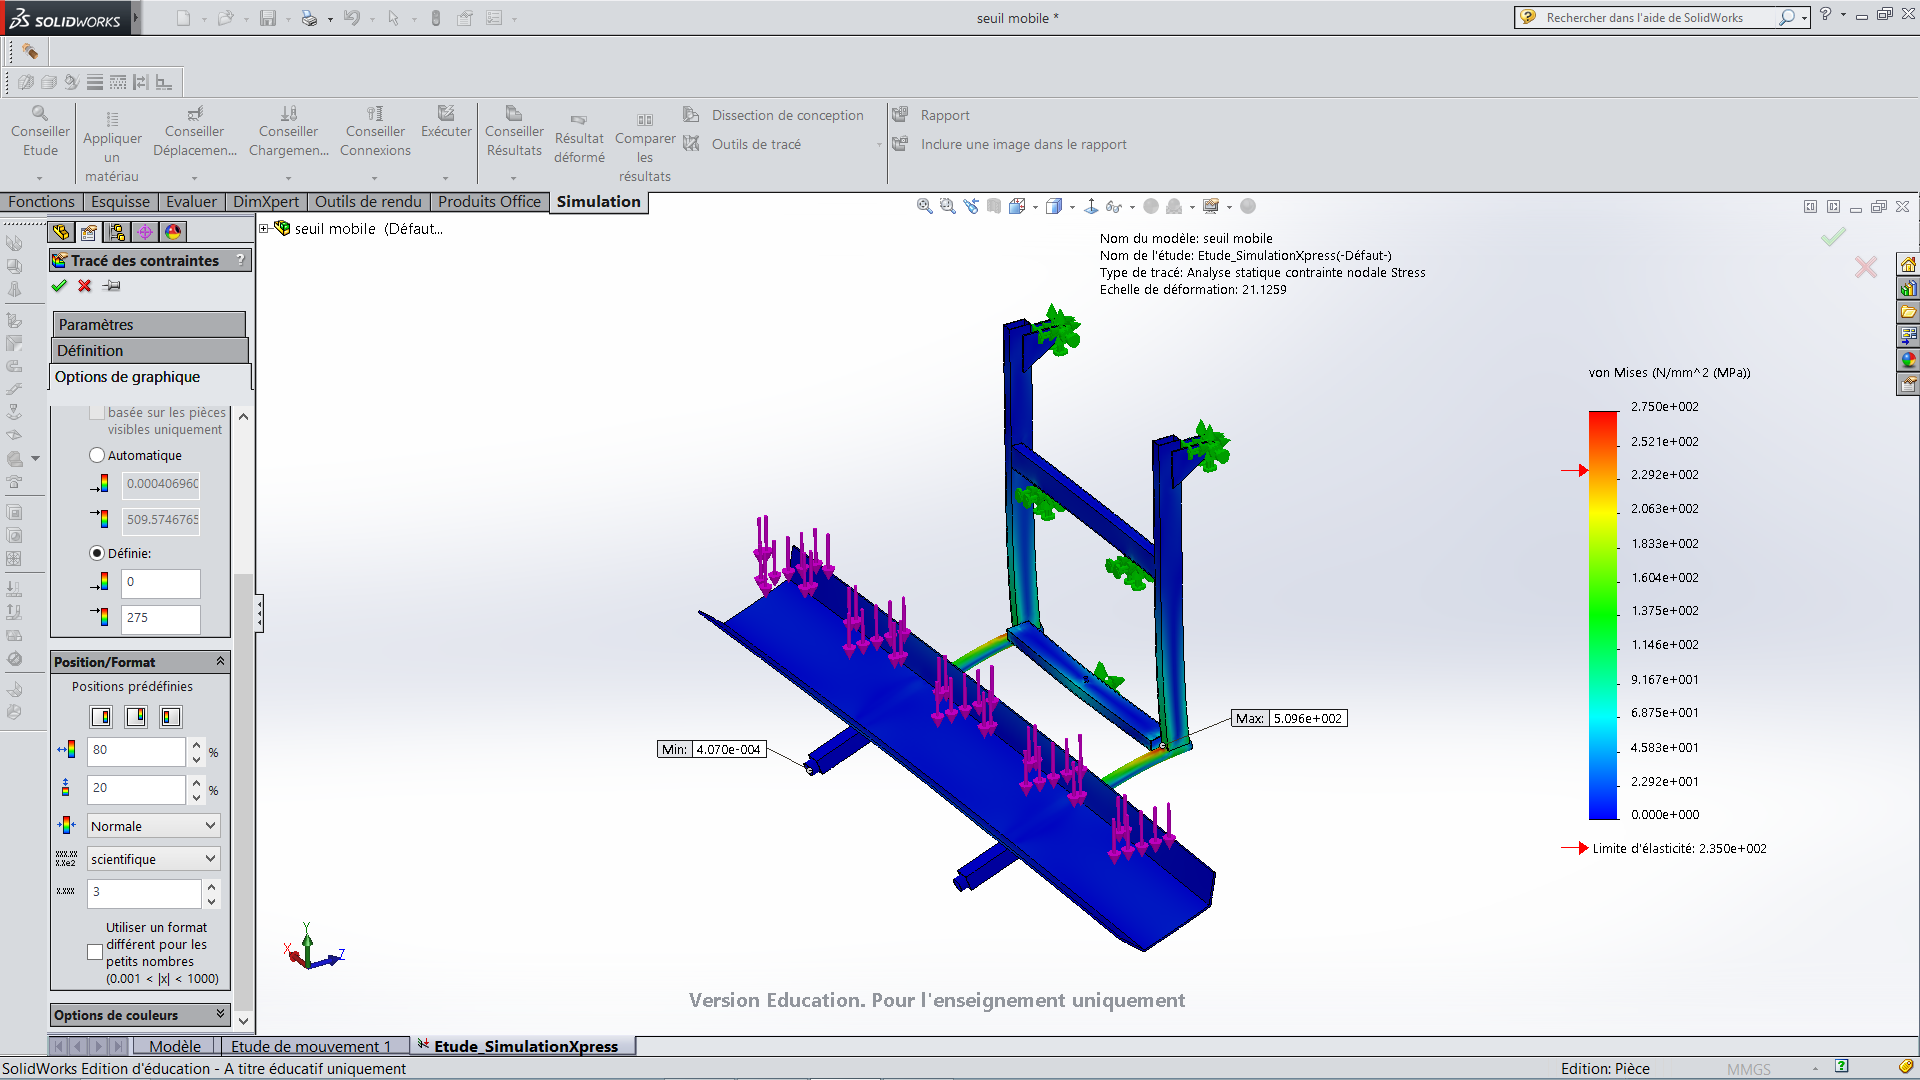 SOLIDWORKS
seuil mobile *
Rechercher dans l'aide de SolidWorks
Conseiller Etude
Appliquer un matériau
Conseiller Déplacemen...
Conseiller Chargemen...
Conseiller Connexions
Exécuter
Conseiller Résultats
Résultat déformé
Comparer les résultats
Dissection de conception
Outils de tracé
Rapport
Inclure une image dans le rapport
Fonctions
Esquisse
Evaluer
DimXpert
Outils de rendu
Produits Office
Simulation
seuil mobile (Défaut...
Tracé des contraintes
?
Paramètres
Définition
Options de graphique
basée sur les pièces
visibles uniquement
Automatique
0.00040696
509.5746765
Définie:
0
275
Position/Format
Positions prédéfinies
80 %
20 %
Normale
scientifique
3
Utiliser un format
différent pour les
petits nombres
(0.001 < |x| < 1000)
Options de couleurs
Nom du modèle: seuil mobile
Nom de l'étude: Etude_SimulationXpress(-Défaut-)
Type de tracé: Analyse statique contrainte nodale Stress
Echelle de déformation: 21.1259
von Mises (N/mm^2 (MPa))
2.750e+002
2.521e+002
2.292e+002
2.063e+002
1.833e+002
1.604e+002
1.375e+002
1.146e+002
9.167e+001
6.875e+001
4.583e+001
2.292e+001
0.000e+000
Limite d'élasticité: 2.350e+002
Max: 5.096e+002
Min: 4.070e-004
Y
X
Z
Version Education. Pour l'enseignement uniquement
Modèle
Etude de mouvement 1
Etude_SimulationXpress
SolidWorks Edition d'éducation - A titre éducatif uniquement
Edition: Pièce
MMGS